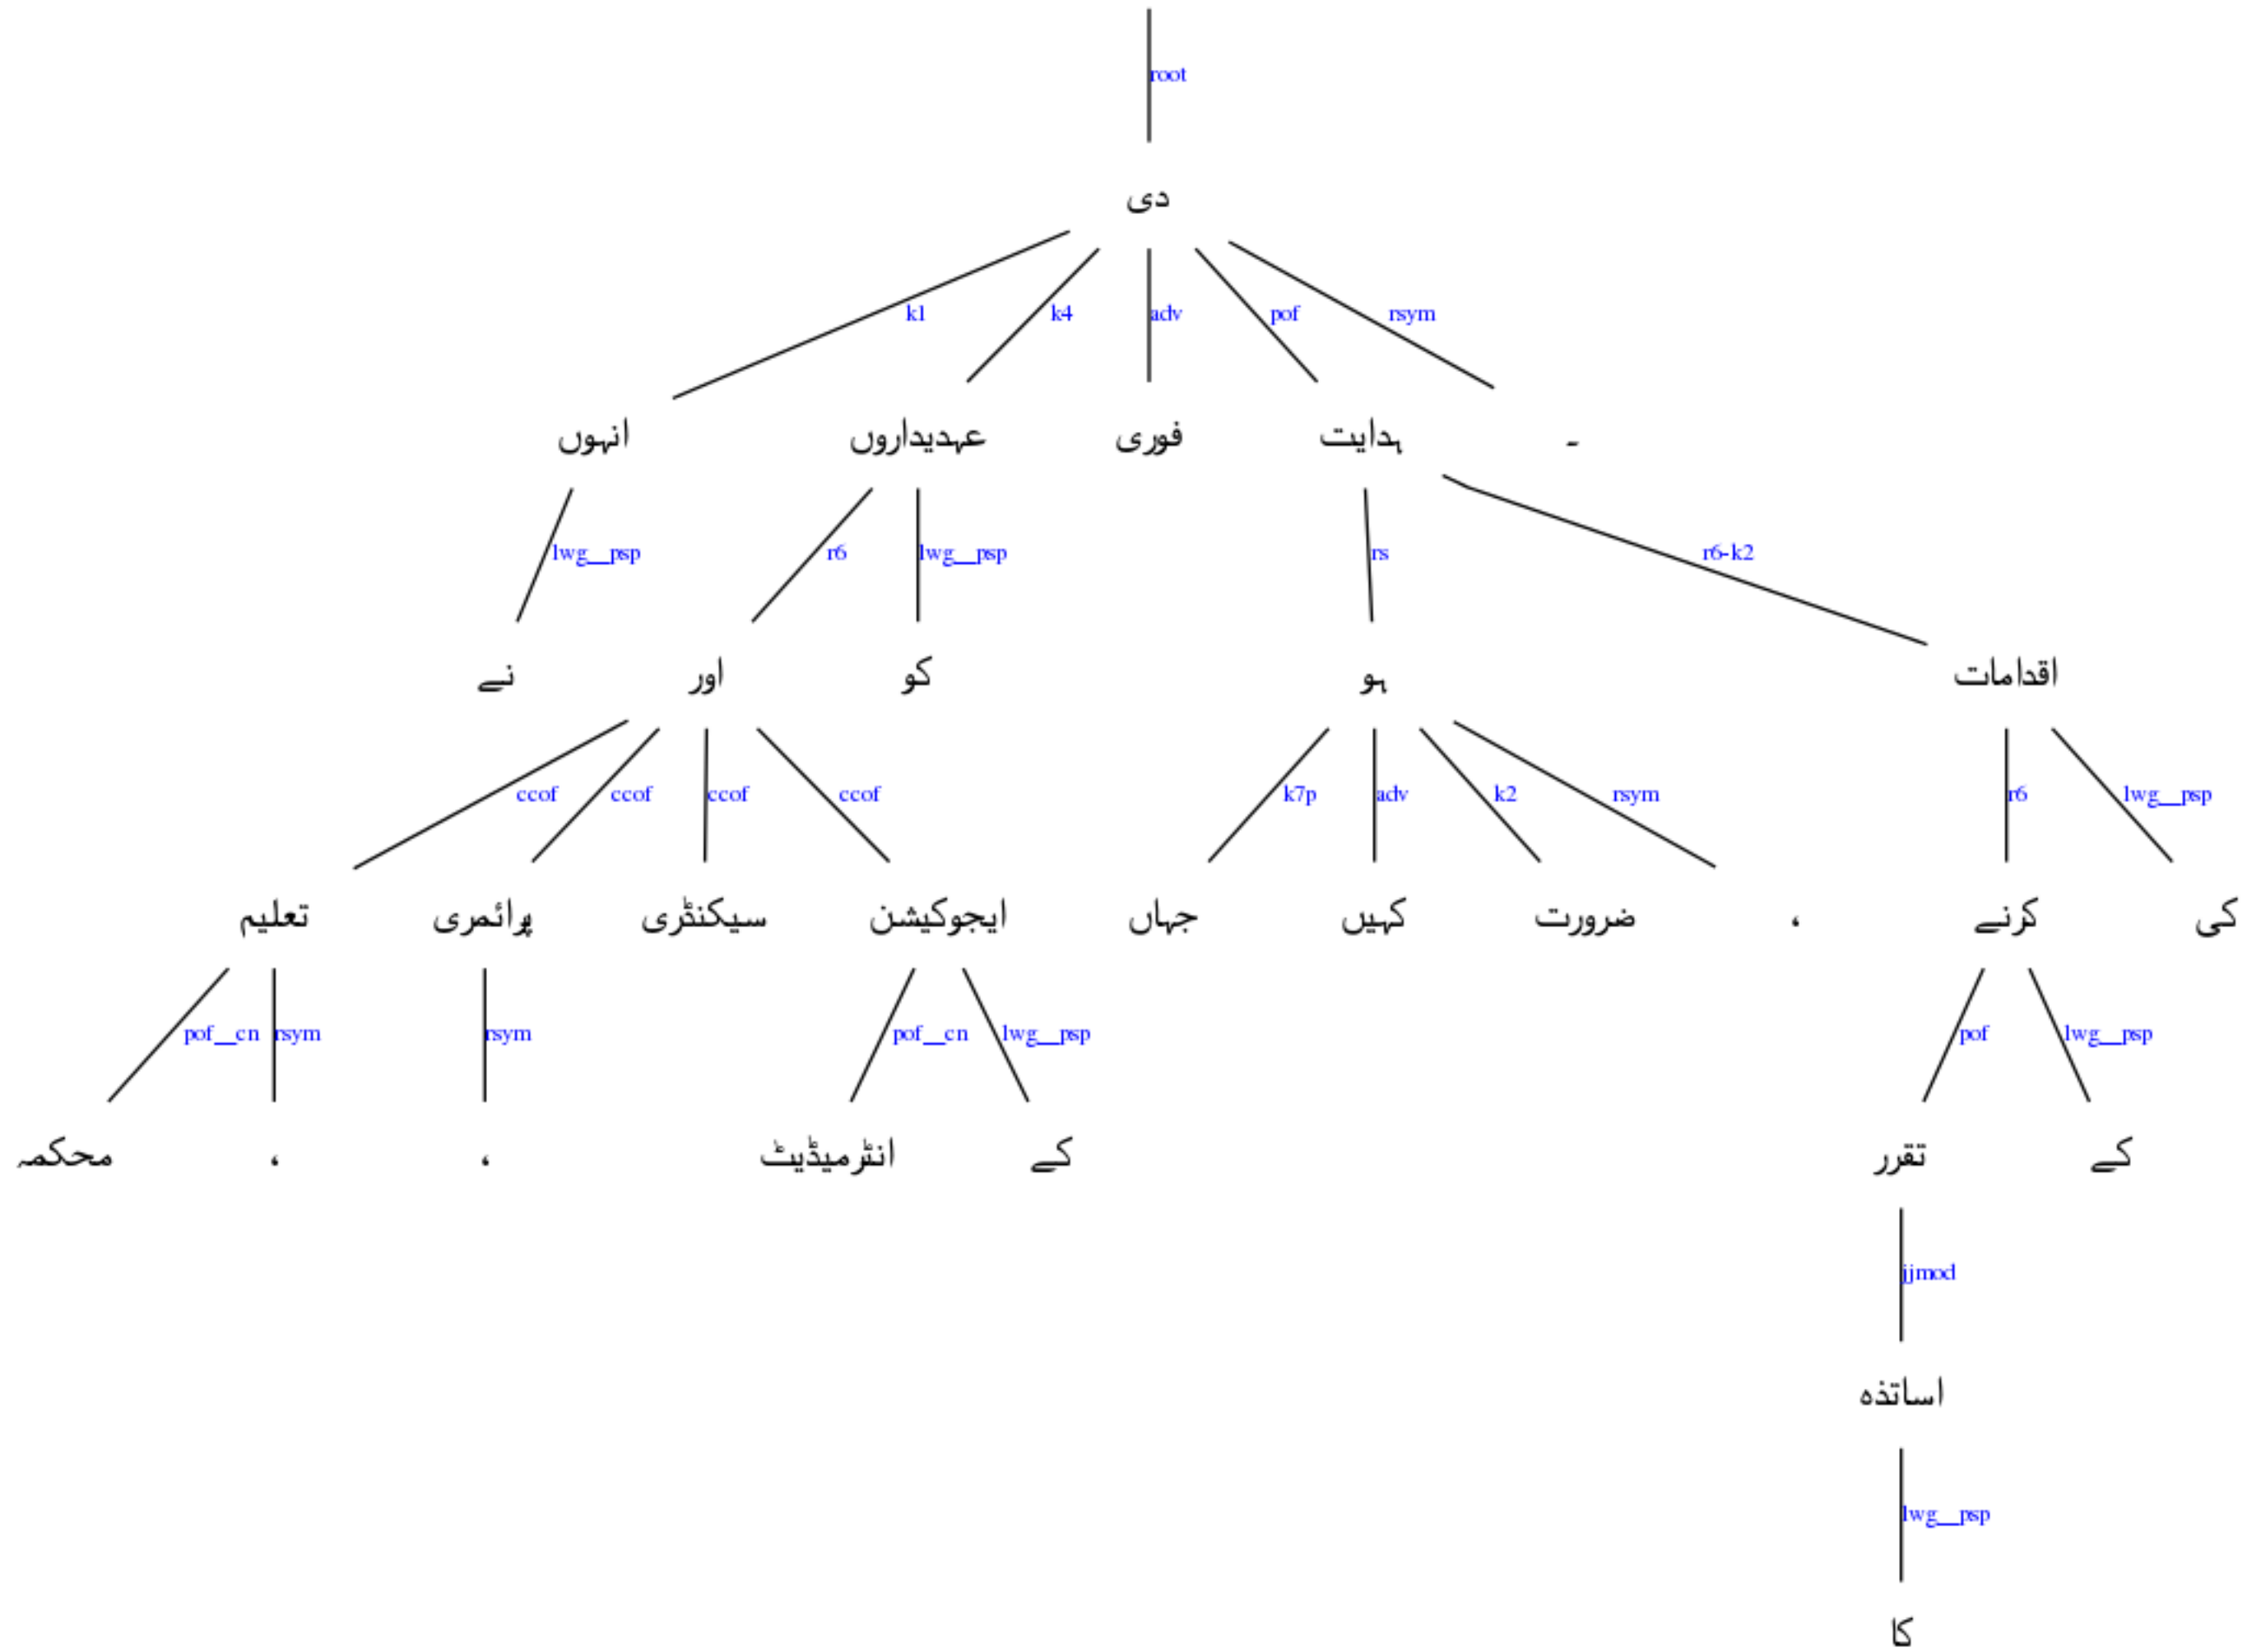 root
دی
k1 k4 adv pof rsym
انہوں عہدیداروں فوری ہدایت ۔
lwg__psp r6 lwg__psp rs r6-k2
نے اور کو ہو اقدامات
ccof ccof ccof ccof k7p adv k2 rsym r6 lwg__psp
تعلیم پرائمری سیکنڈری ایجوکیشن جہاں کہیں ضرورت ، کرنے کی
pof__cn rsym rsym pof__cn lwg__psp pof lwg__psp
محکمہ ، ، انٹرمیڈیٹ کے تقرر کے
jjmod
اساتذہ
lwg__psp
کا